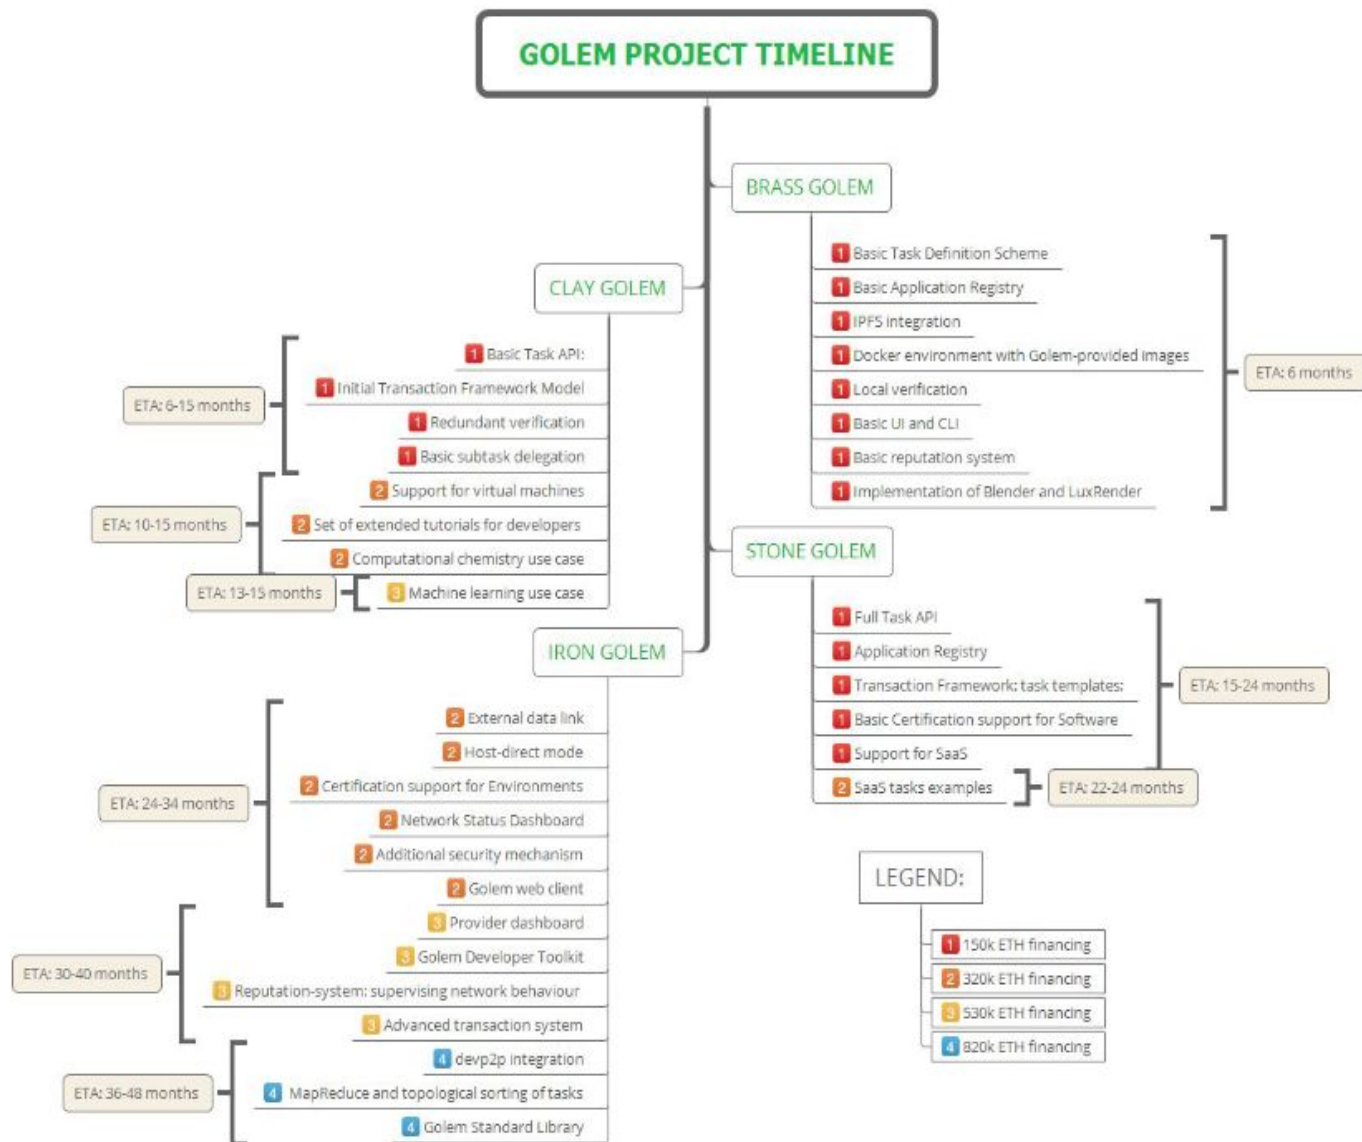 GOLEM PROJECT TIMELINE
BRASS GOLEM
1 Basic Task Definition Scheme
1 Basic Application Registry
1 IPFS integration
1 Docker environment with Golem-provided images
1 Local verification
1 Basic UI and CLI
1 Basic reputation system
1 Implementation of Blender and LuxRender
ETA: 6 months
CLAY GOLEM
1 Basic Task API:
1 Initial Transaction Framework Model
1 Redundant verification
1 Basic subtask delegation
2 Support for virtual machines
2 Set of extended tutorials for developers
2 Computational chemistry use case
3 Machine learning use case
ETA: 6-15 months
ETA: 10-15 months
ETA: 13-15 months
STONE GOLEM
1 Full Task API
1 Application Registry
1 Transaction Framework: task templates;
1 Basic Certification support for Software
1 Support for SaaS
2 SaaS tasks examples
ETA: 15-24 months
ETA: 22-24 months
IRON GOLEM
2 External data link
2 Host-direct mode
2 Certification support for Environments
2 Network Status Dashboard
2 Additional security mechanism
2 Golem web client
3 Provider dashboard
3 Golem Developer Toolkit
3 Reputation-system: supervising network behaviour
3 Advanced transaction system
4 devp2p integration
4 MapReduce and topological sorting of tasks
4 Golem Standard Library
ETA: 24-34 months
ETA: 30-40 months
ETA: 36-48 months
LEGEND:
1 150k ETH financing
2 320k ETH financing
3 530k ETH financing
4 820k ETH financing